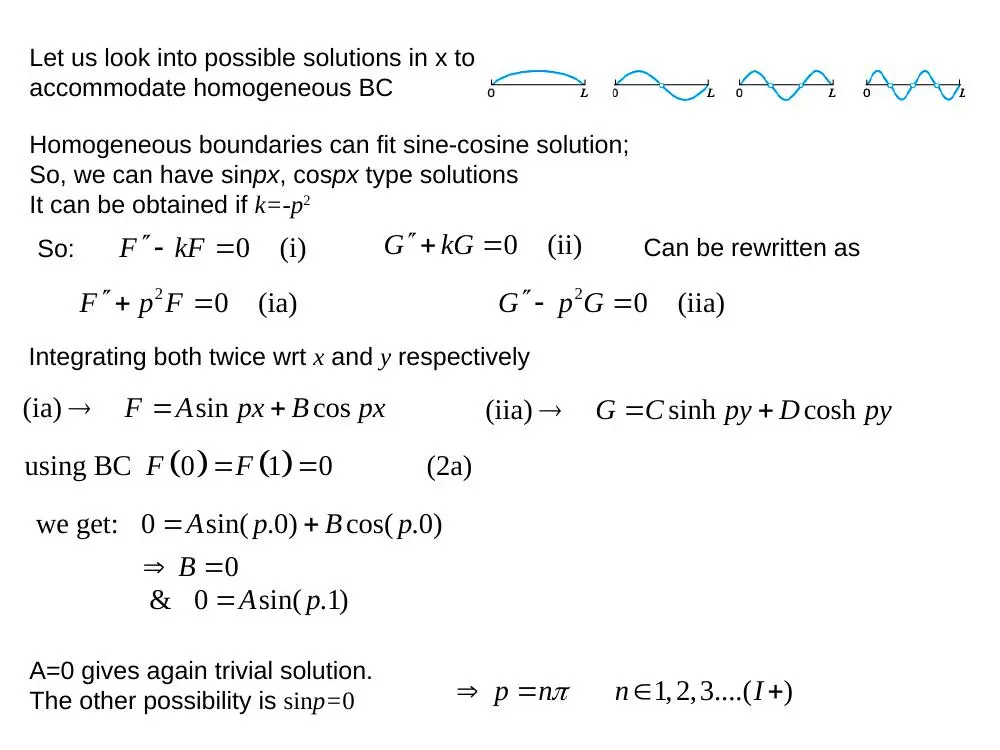 Let us look into possible solutions in x to
accommodate homogeneous BC
0 L 0 L 0 L 0 L
Homogeneous boundaries can fit sine-cosine solution;
So, we can have sinpx, cospx type solutions
It can be obtained if k=-p²
So: F″ - kF = 0 (i) G″ + kG = 0 (ii) Can be rewritten as
F″ + p²F = 0 (ia) G″ - p²G = 0 (iia)
Integrating both twice wrt x and y respectively
(ia) → F = A sin px + B cos px (iia) → G = C sinh py + D cosh py
using BC F(0) = F(1) = 0 (2a)
we get: 0 = A sin(p.0) + B cos(p.0)
⇒ B = 0
& 0 = A sin(p.1)
A=0 gives again trivial solution.
The other possibility is sinp=0 ⇒ p = nπ n ∈ 1, 2, 3....(I+)